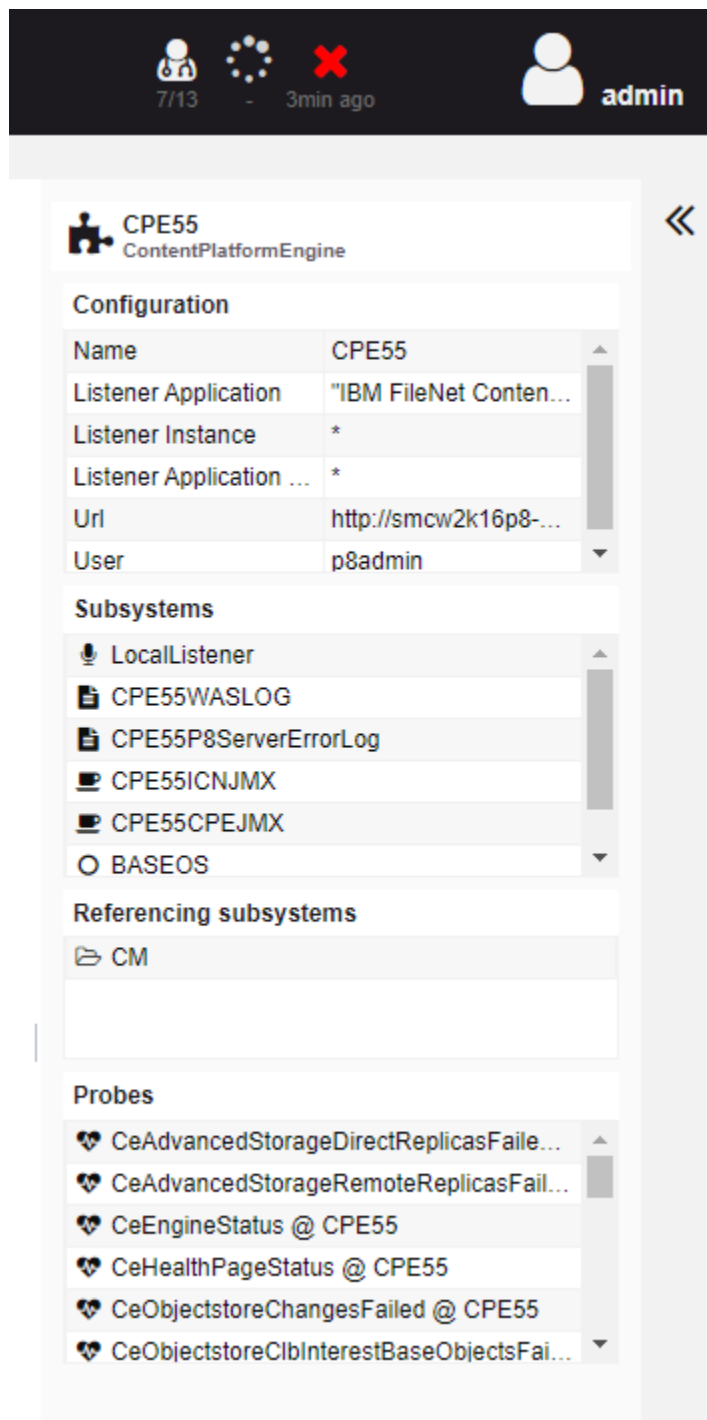 7/13 - 3min ago
admin
CPE55
ContentPlatformEngine
Configuration
Name CPE55
Listener Application "IBM FileNet Conten...
Listener Instance *
Listener Application ... *
Url http://smcw2k16p8-...
User p8admin
Subsystems
LocalListener
CPE55WASLOG
CPE55P8ServerErrorLog
CPE55ICNJMX
CPE55CPEJMX
BASEOS
Referencing subsystems
CM
Probes
CeAdvancedStorageDirectReplicasFaile...
CeAdvancedStorageRemoteReplicasFail...
CeEngineStatus @ CPE55
CeHealthPageStatus @ CPE55
CeObjectstoreChangesFailed @ CPE55
CeObjectstoreClbInterestBaseObjectsFai...